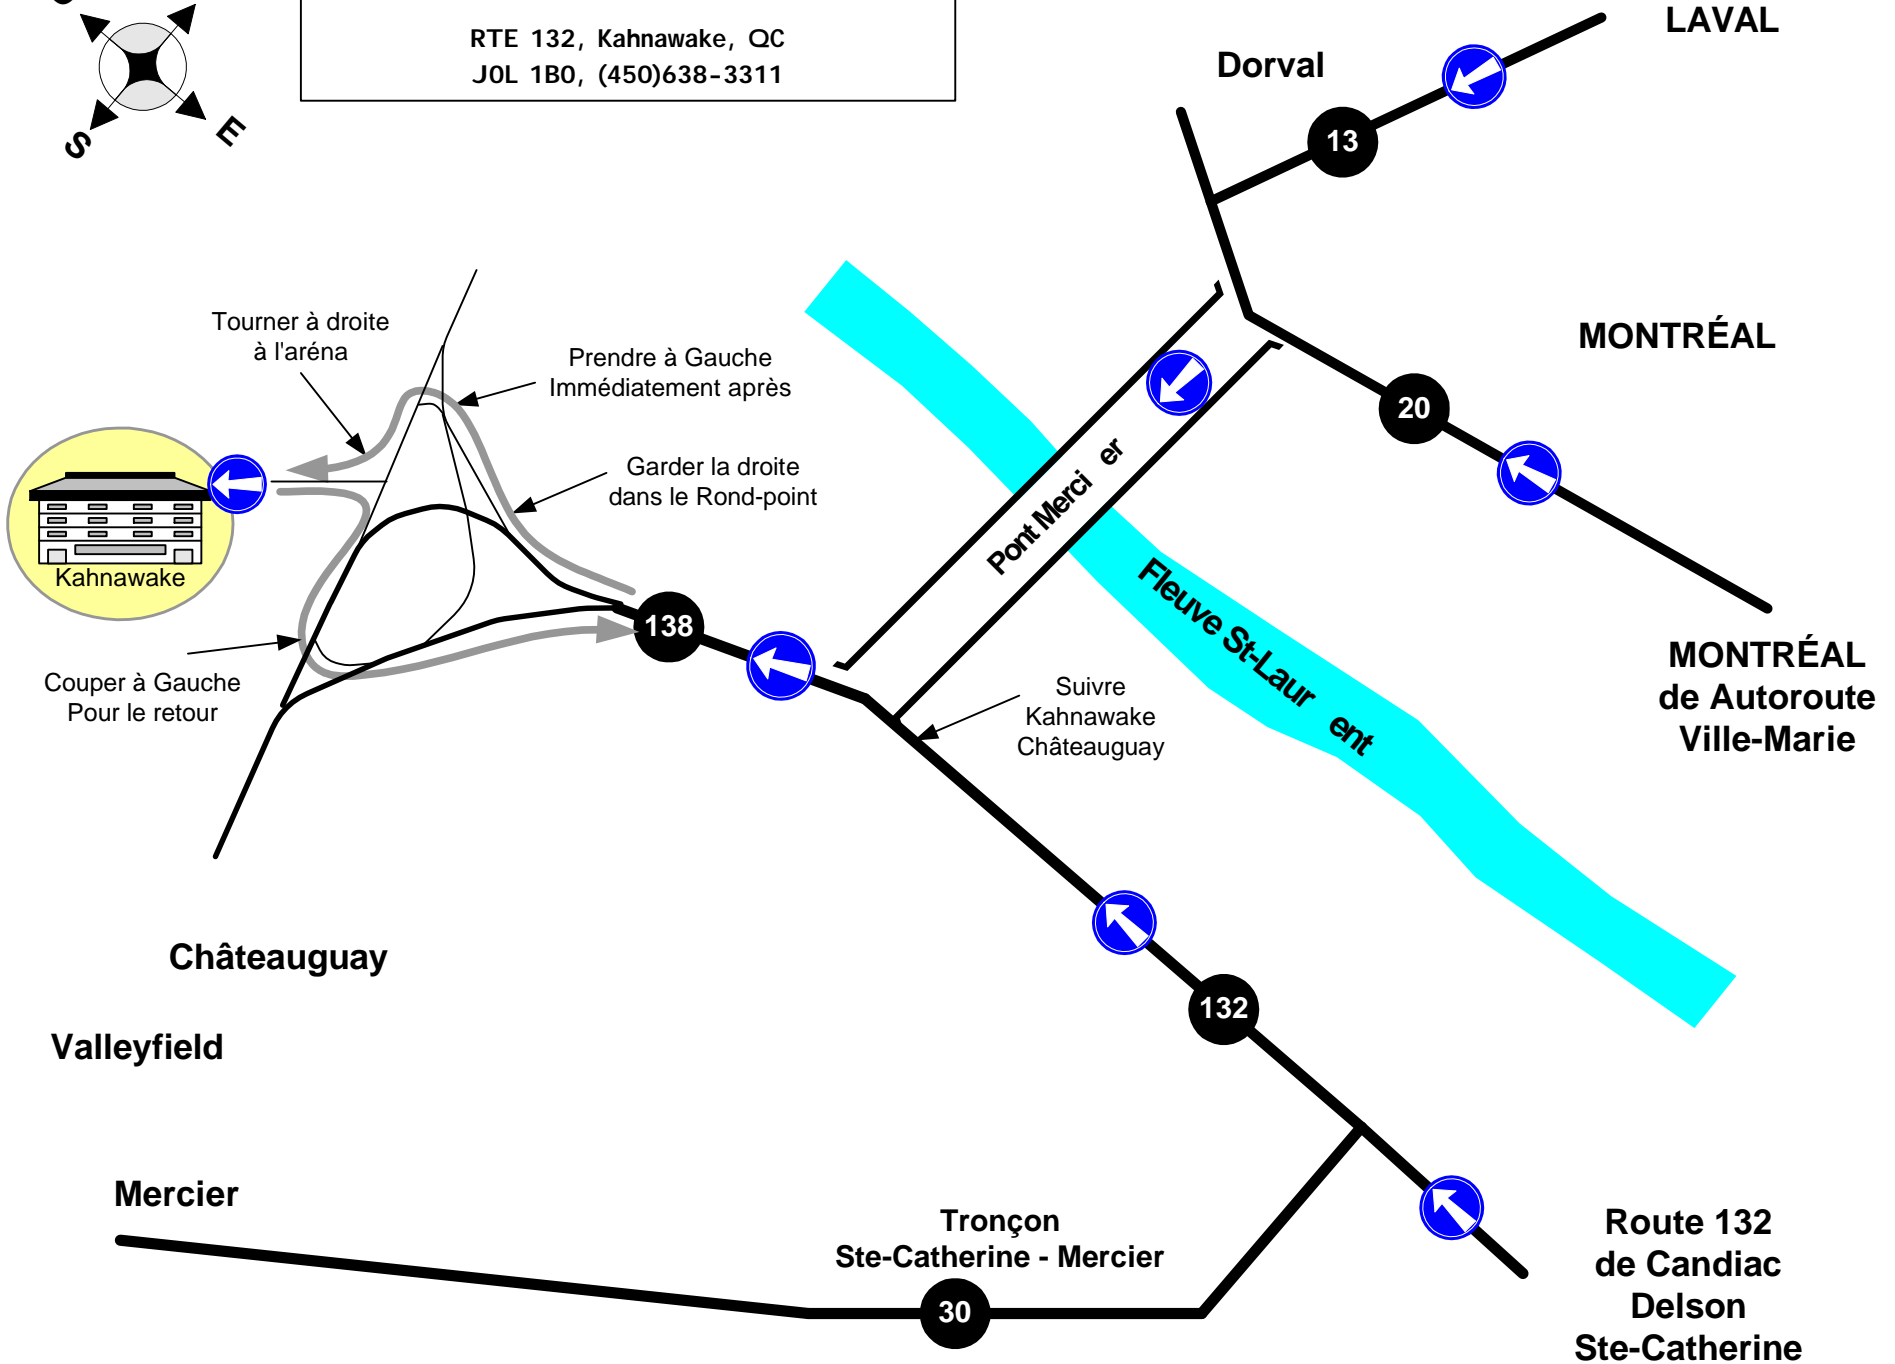 RTE 132, Kahnawake, QC
J0L 1B0, (450)638-3311
S
E
LAVAL
Dorval
13
Tourner à droite
à l'aréna
Prendre à Gauche
Immédiatement après
MONTRÉAL
20
Garder la droite
dans le Rond-point
Pont Merci er
Kahnawake
138
Fleuve St-Laur ent
Couper à Gauche
Pour le retour
Suivre
Kahnawake
Châteauguay
MONTRÉAL
de Autoroute
Ville-Marie
Châteauguay
132
Valleyfield
Mercier
Tronçon
Ste-Catherine - Mercier
30
Route 132
de Candiac
Delson
Ste-Catherine